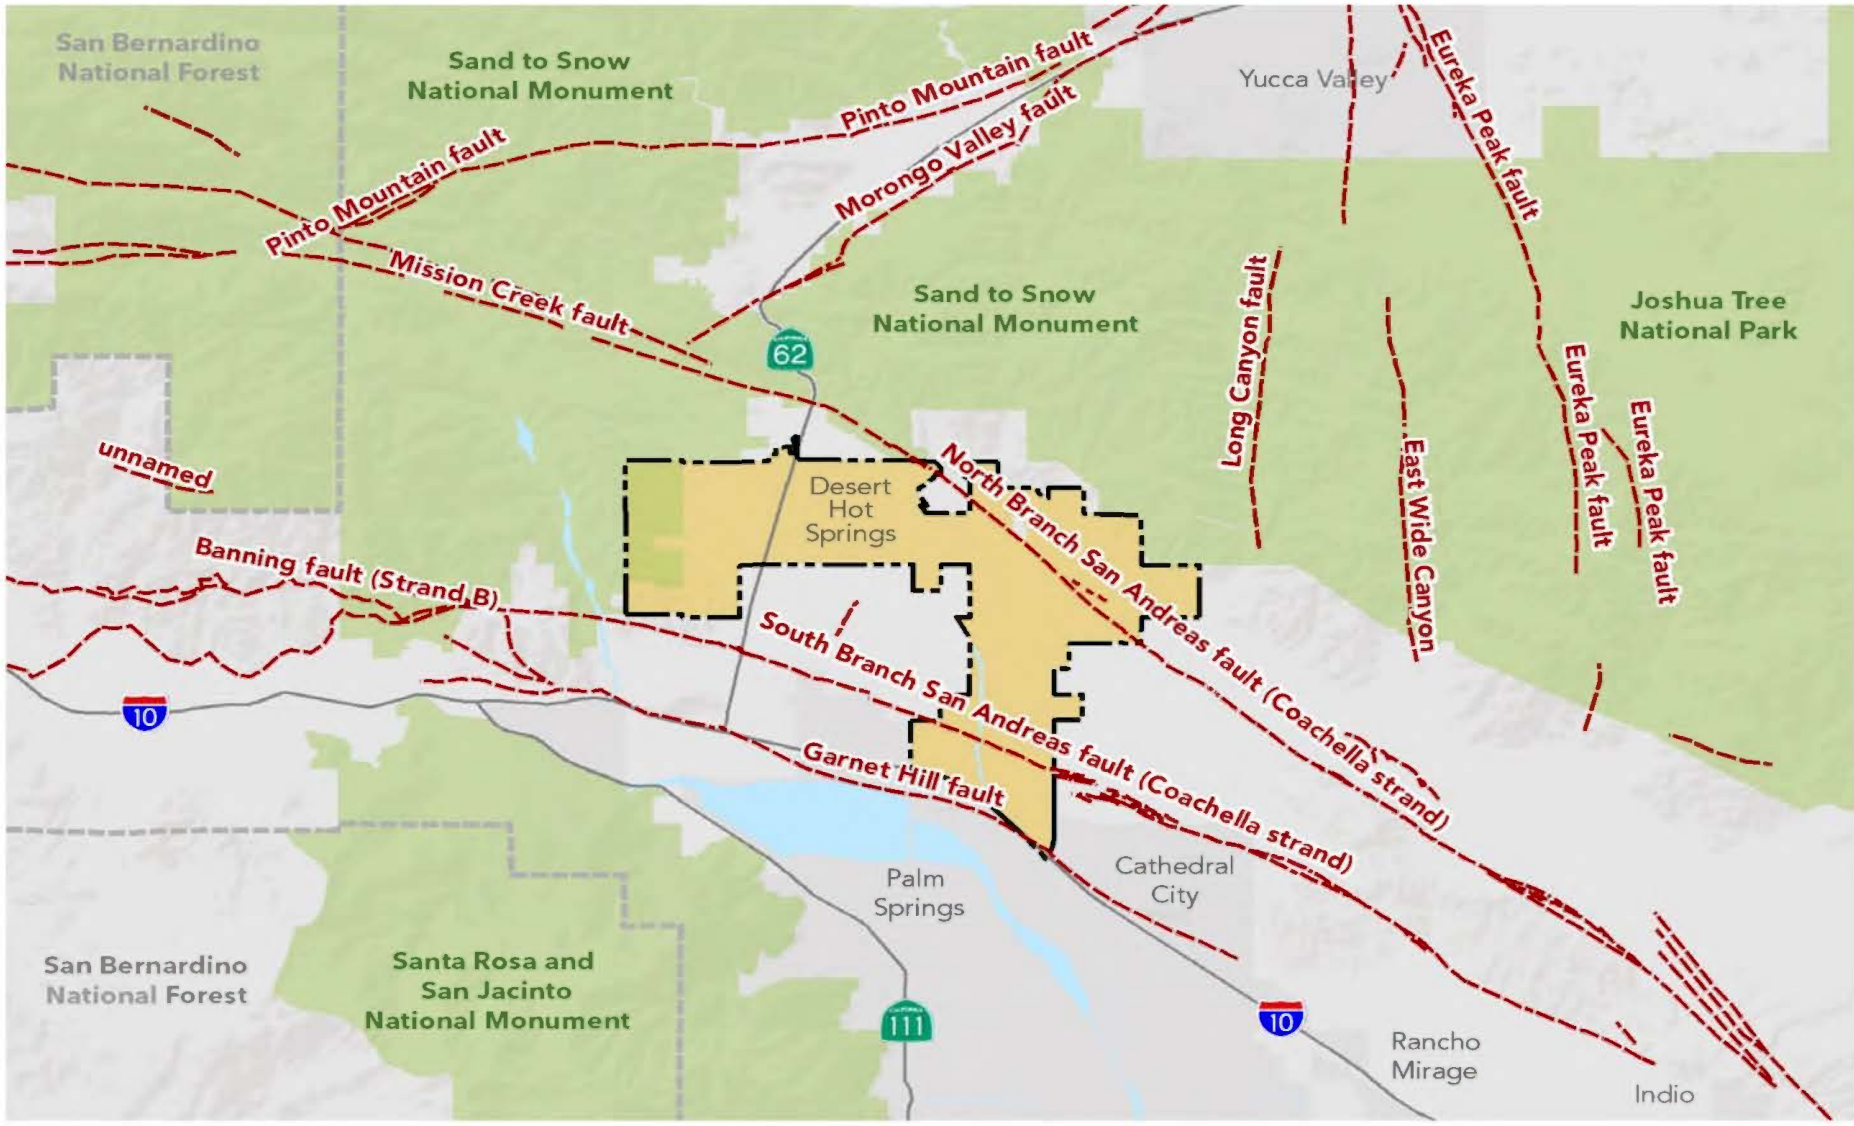 San Bernardino
National Forest
Sand to Snow
National Monument
Pinto Mountain fault
Yucca Valley
Eureka Peak fault
Pinto Mountain fault
Morongo Valley fault
Mission Creek fault
Sand to Snow
National Monument
Long Canyon fault
Joshua Tree
National Park
CALIFORNIA
62
Eureka Peak fault
Eureka Peak fault
East Wide Canyon
unnamed
Desert
Hot
Springs
North Branch San Andreas fault (Coachella strand)
Banning fault (Strand B)
South Branch San Andreas fault (Coachella strand)
10
Garnet Hill fault
Palm
Springs
Cathedral
City
San Bernardino
National Forest
Santa Rosa and
San Jacinto
National Monument
CALIFORNIA
111
10
Rancho
Mirage
Indio